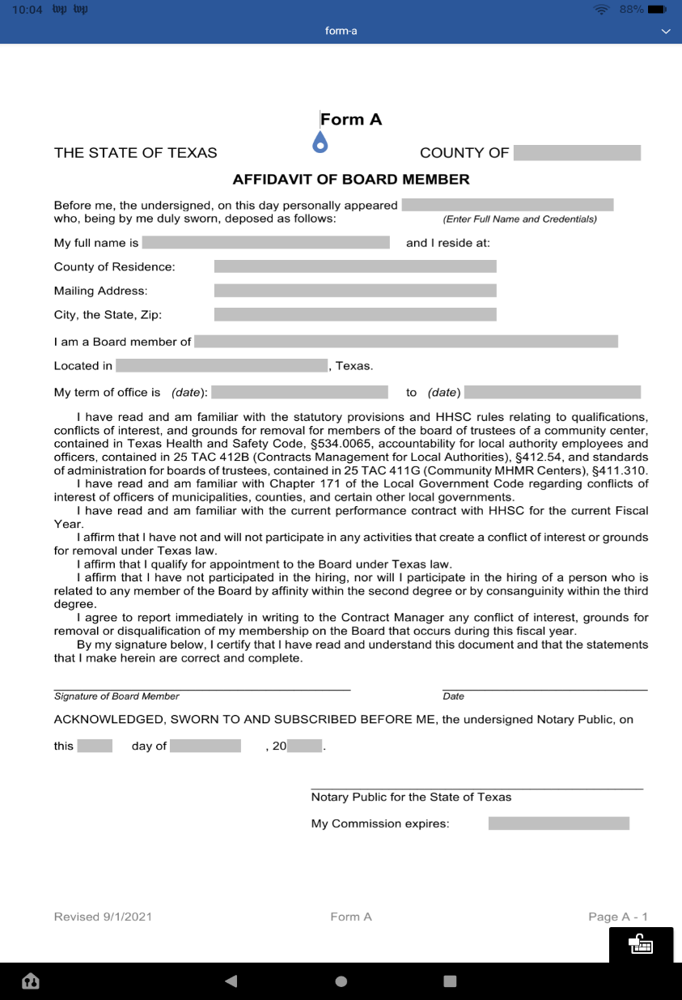 10:04 88%
form-a
Form A
THE STATE OF TEXAS COUNTY OF
AFFIDAVIT OF BOARD MEMBER
Before me, the undersigned, on this day personally appeared
who, being by me duly sworn, deposed as follows: (Enter Full Name and Credentials)
My full name is and I reside at:
County of Residence:
Mailing Address:
City, the State, Zip:
I am a Board member of
Located in , Texas.
My term of office is (date): to (date)
I have read and am familiar with the statutory provisions and HHSC rules relating to qualifications,
conflicts of interest, and grounds for removal for members of the board of trustees of a community center,
contained in Texas Health and Safety Code, §534.0065, accountability for local authority employees and
officers, contained in 25 TAC 412B (Contracts Management for Local Authorities), §412.54, and standards
of administration for boards of trustees, contained in 25 TAC 411G (Community MHMR Centers), §411.310.
I have read and am familiar with Chapter 171 of the Local Government Code regarding conflicts of
interest of officers of municipalities, counties, and certain other local governments.
I have read and am familiar with the current performance contract with HHSC for the current Fiscal
Year.
I affirm that I have not and will not participate in any activities that create a conflict of interest or grounds
for removal under Texas law.
I affirm that I qualify for appointment to the Board under Texas law.
I affirm that I have not participated in the hiring, nor will I participate in the hiring of a person who is
related to any member of the Board by affinity within the second degree or by consanguinity within the third
degree.
I agree to report immediately in writing to the Contract Manager any conflict of interest, grounds for
removal or disqualification of my membership on the Board that occurs during this fiscal year.
By my signature below, I certify that I have read and understand this document and that the statements
that I make herein are correct and complete.
Signature of Board Member Date
ACKNOWLEDGED, SWORN TO AND SUBSCRIBED BEFORE ME, the undersigned Notary Public, on
this day of , 20 .
Notary Public for the State of Texas
My Commission expires:
Revised 9/1/2021 Form A Page A - 1